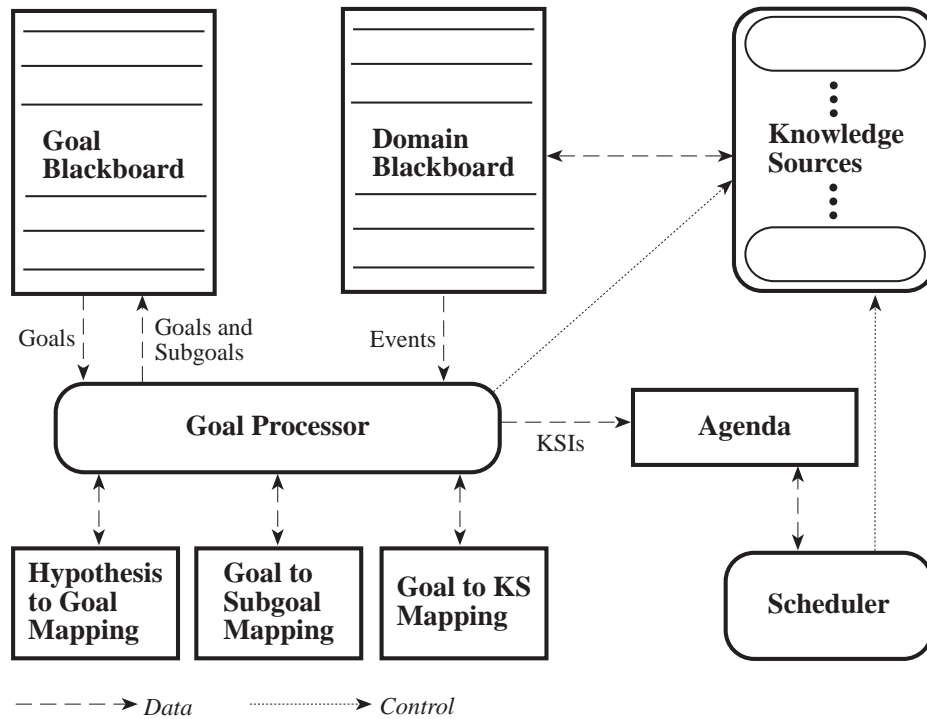 Goal
Blackboard
Domain
Blackboard
Knowledge
Sources
Goals
Goals and
Subgoals
Events
Goal Processor
KSIs
Agenda
Hypothesis
to Goal
Mapping
Goal to
Subgoal
Mapping
Goal to KS
Mapping
Scheduler
Data
Control